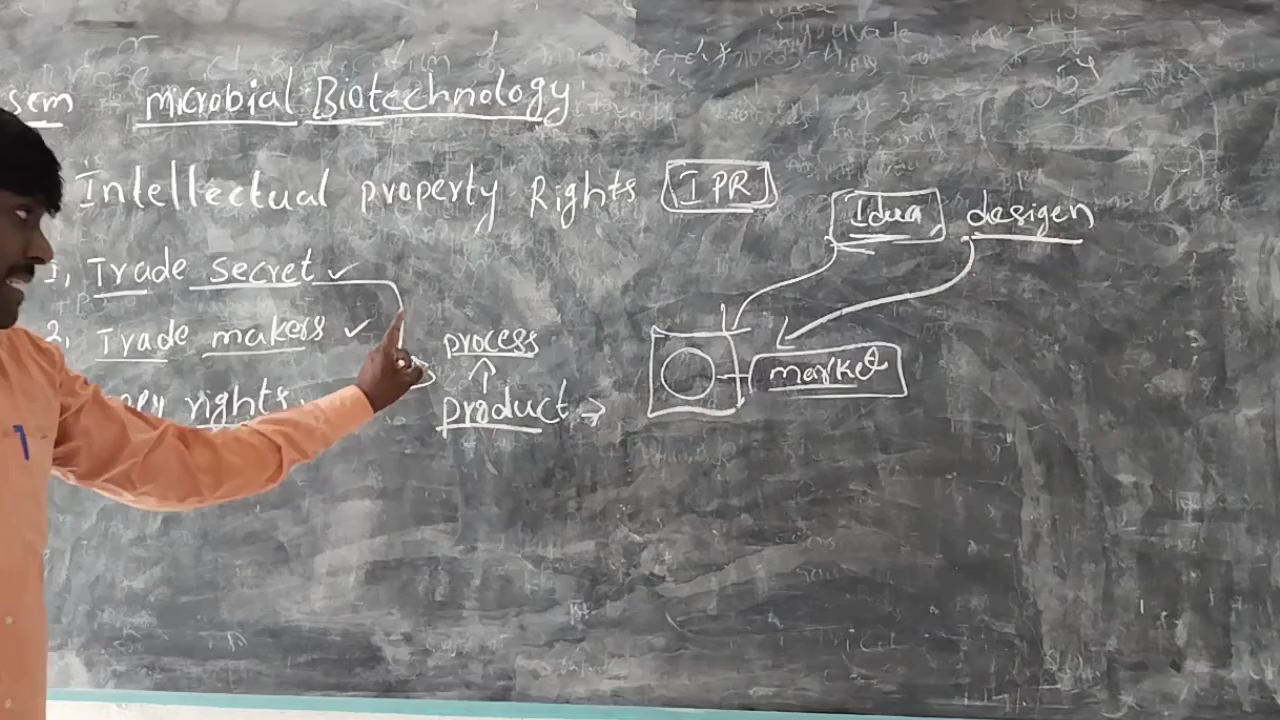 sem microbial Biotechnology
Intellectual property Rights [IPR]
Idea desigen
1, Trade secret ✓
2, Trade makers ✓
process
market
rights.
product →